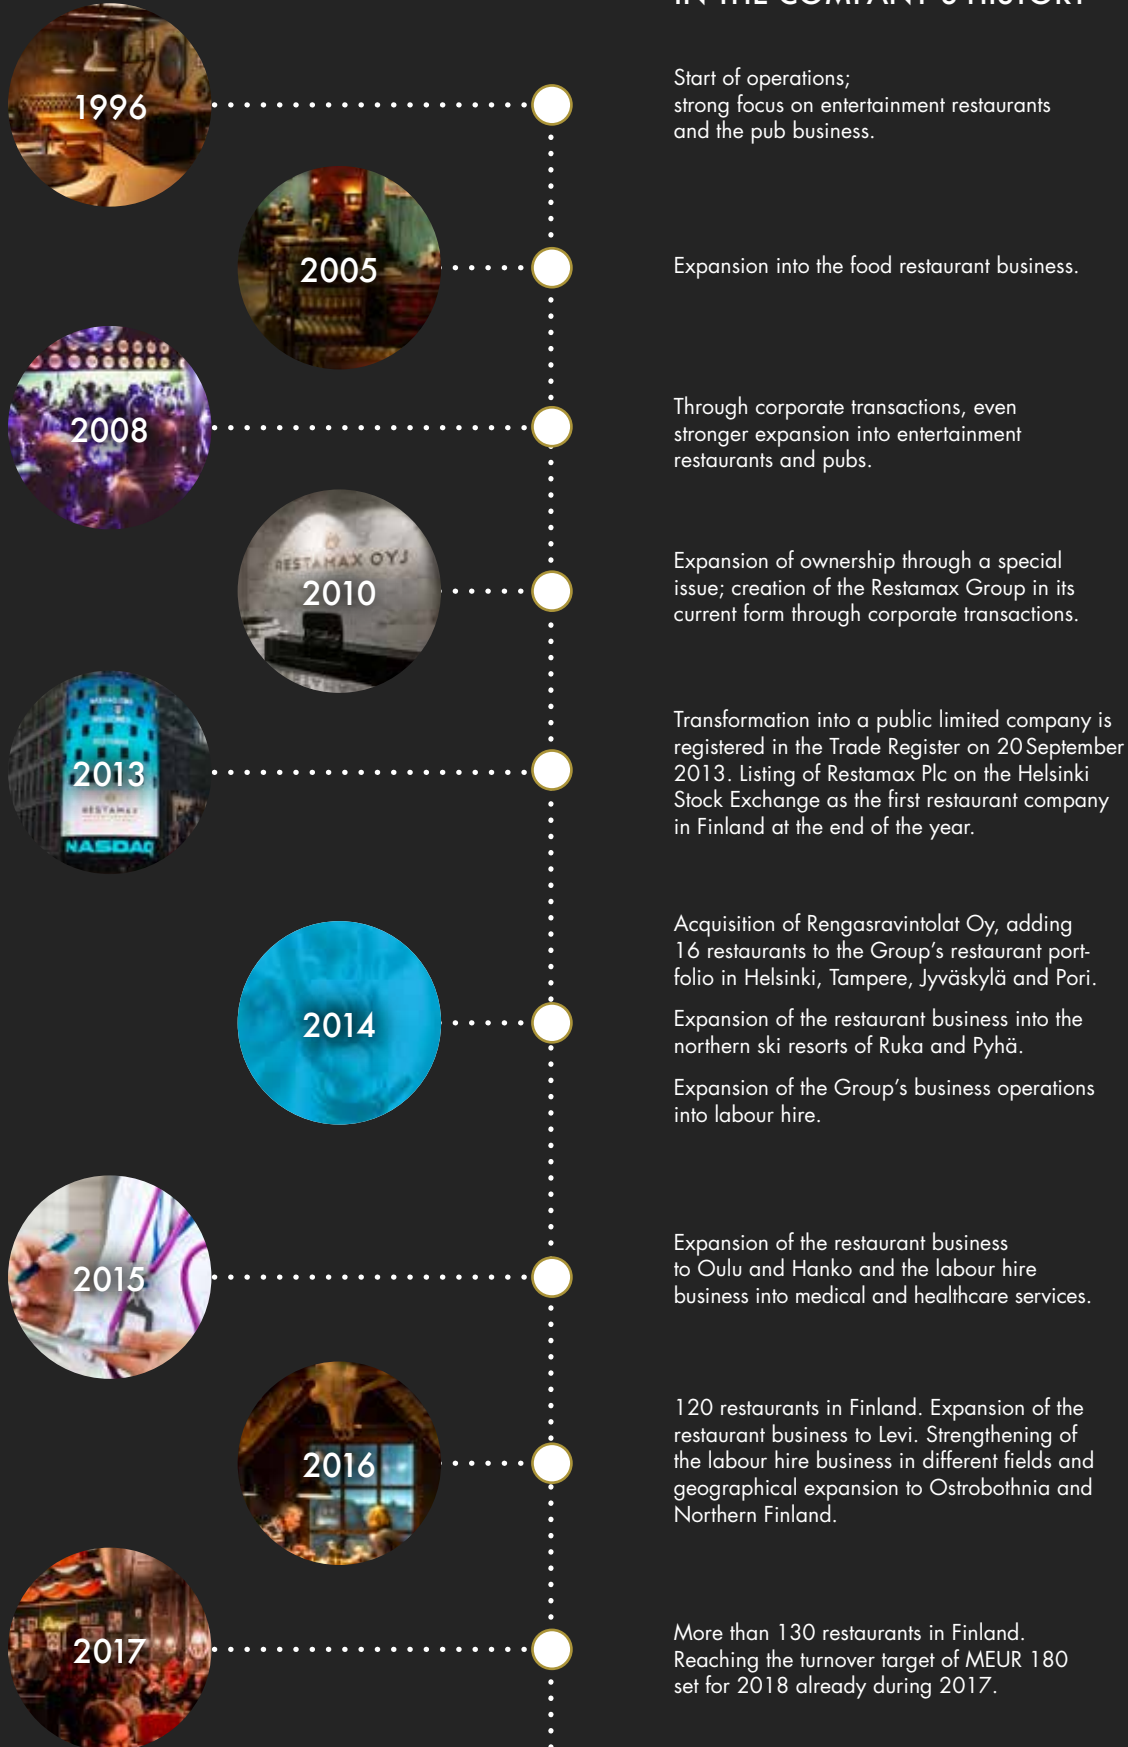 IN THE COMPANY'S HISTORY
1996
Start of operations;
strong focus on entertainment restaurants
and the pub business.
2005
Expansion into the food restaurant business.
2008
Through corporate transactions, even
stronger expansion into entertainment
restaurants and pubs.
RESTAMAX OYJ
2010
Expansion of ownership through a special
issue; creation of the Restamax Group in its
current form through corporate transactions.
2013
RESTAMAX
NASDAQ
Transformation into a public limited company is
registered in the Trade Register on 20 September
2013. Listing of Restamax Plc on the Helsinki
Stock Exchange as the first restaurant company
in Finland at the end of the year.
2014
Acquisition of Rengasravintolat Oy, adding
16 restaurants to the Group's restaurant port-
folio in Helsinki, Tampere, Jyväskylä and Pori.
Expansion of the restaurant business into the
northern ski resorts of Ruka and Pyhä.
Expansion of the Group's business operations
into labour hire.
2015
Expansion of the restaurant business
to Oulu and Hanko and the labour hire
business into medical and healthcare services.
2016
120 restaurants in Finland. Expansion of the
restaurant business to Levi. Strengthening of
the labour hire business in different fields and
geographical expansion to Ostrobothnia and
Northern Finland.
2017
More than 130 restaurants in Finland.
Reaching the turnover target of MEUR 180
set for 2018 already during 2017.